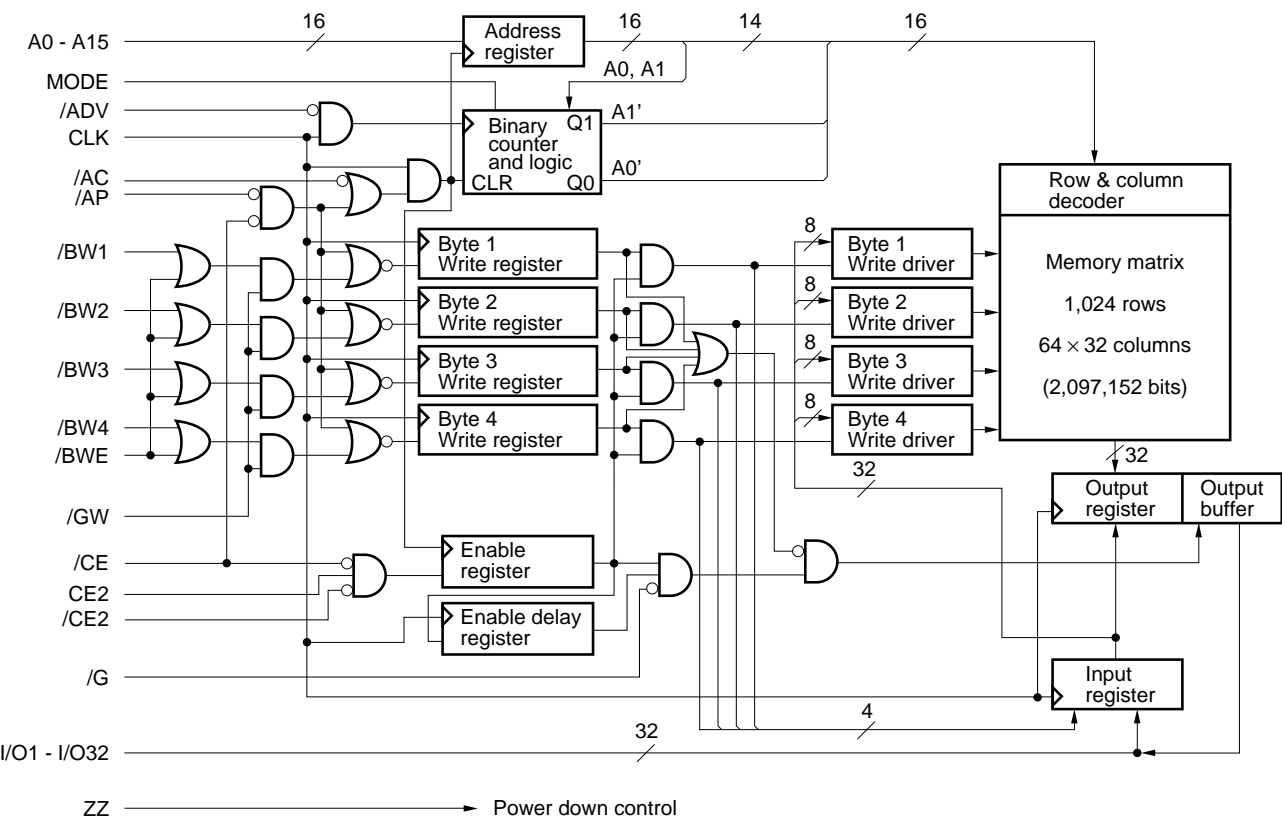 16
16
14
16
A0 - A15
Address
register
A0, A1
MODE
/ADV
CLK
Binary
counter
and logic
CLR
Q1
Q0
A1’
A0’
/AC
/AP
Row & column
decoder
/BW1
Byte 1
Write register
8
Byte 1
Write driver
Memory matrix
1,024 rows
64 × 32 columns
(2,097,152 bits)
/BW2
Byte 2
Write register
8
Byte 2
Write driver
/BW3
Byte 3
Write register
8
Byte 3
Write driver
/BW4
/BWE
Byte 4
Write register
8
Byte 4
Write driver
32
32
Output
register
Output
buffer
/GW
/CE
Enable
register
CE2
/CE2
Enable delay
register
/G
Input
register
4
I/O1 - I/O32
32
ZZ
Power down control